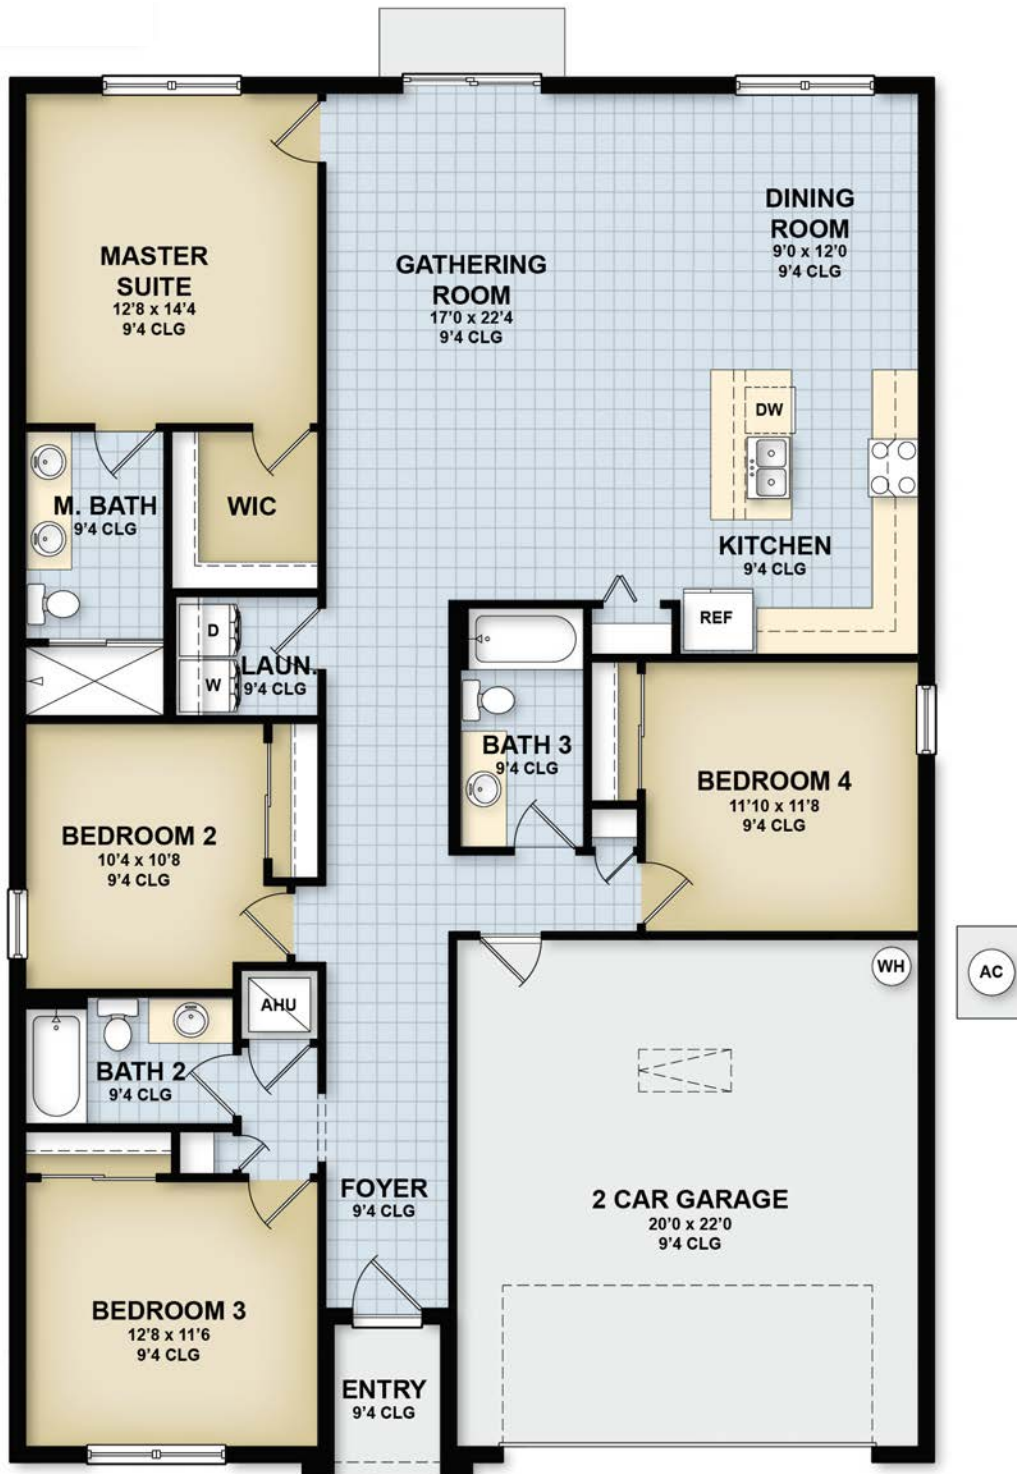 DINING
ROOM
9'0 x 12'0
9'4 CLG
MASTER
SUITE
12'8 x 14'4
9'4 CLG
GATHERING
ROOM
17'0 x 22'4
9'4 CLG
DW
M. BATH
9'4 CLG
WIC
KITCHEN
9'4 CLG
REF
D
W
LAUN.
9'4 CLG
BATH 3
9'4 CLG
BEDROOM 4
11'10 x 11'8
9'4 CLG
BEDROOM 2
10'4 x 10'8
9'4 CLG
WH
AC
AHU
BATH 2
9'4 CLG
FOYER
9'4 CLG
2 CAR GARAGE
20'0 x 22'0
9'4 CLG
BEDROOM 3
12'8 x 11'6
9'4 CLG
ENTRY
9'4 CLG